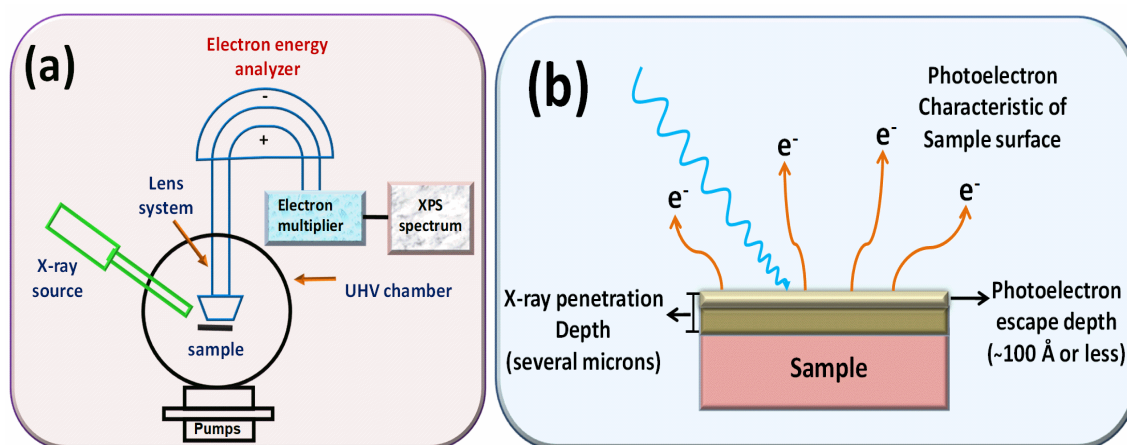 (a)
Electron energy
analyzer
-
+
Lens
system
Electron
multiplier
XPS
spectrum
X-ray
source
UHV chamber
sample
Pumps
(b)
Photoelectron
Characteristic of
Sample surface
e-
e-
e-
e-
X-ray penetration
Depth
(several microns)
Photoelectron
escape depth
(~100 Å or less)
Sample